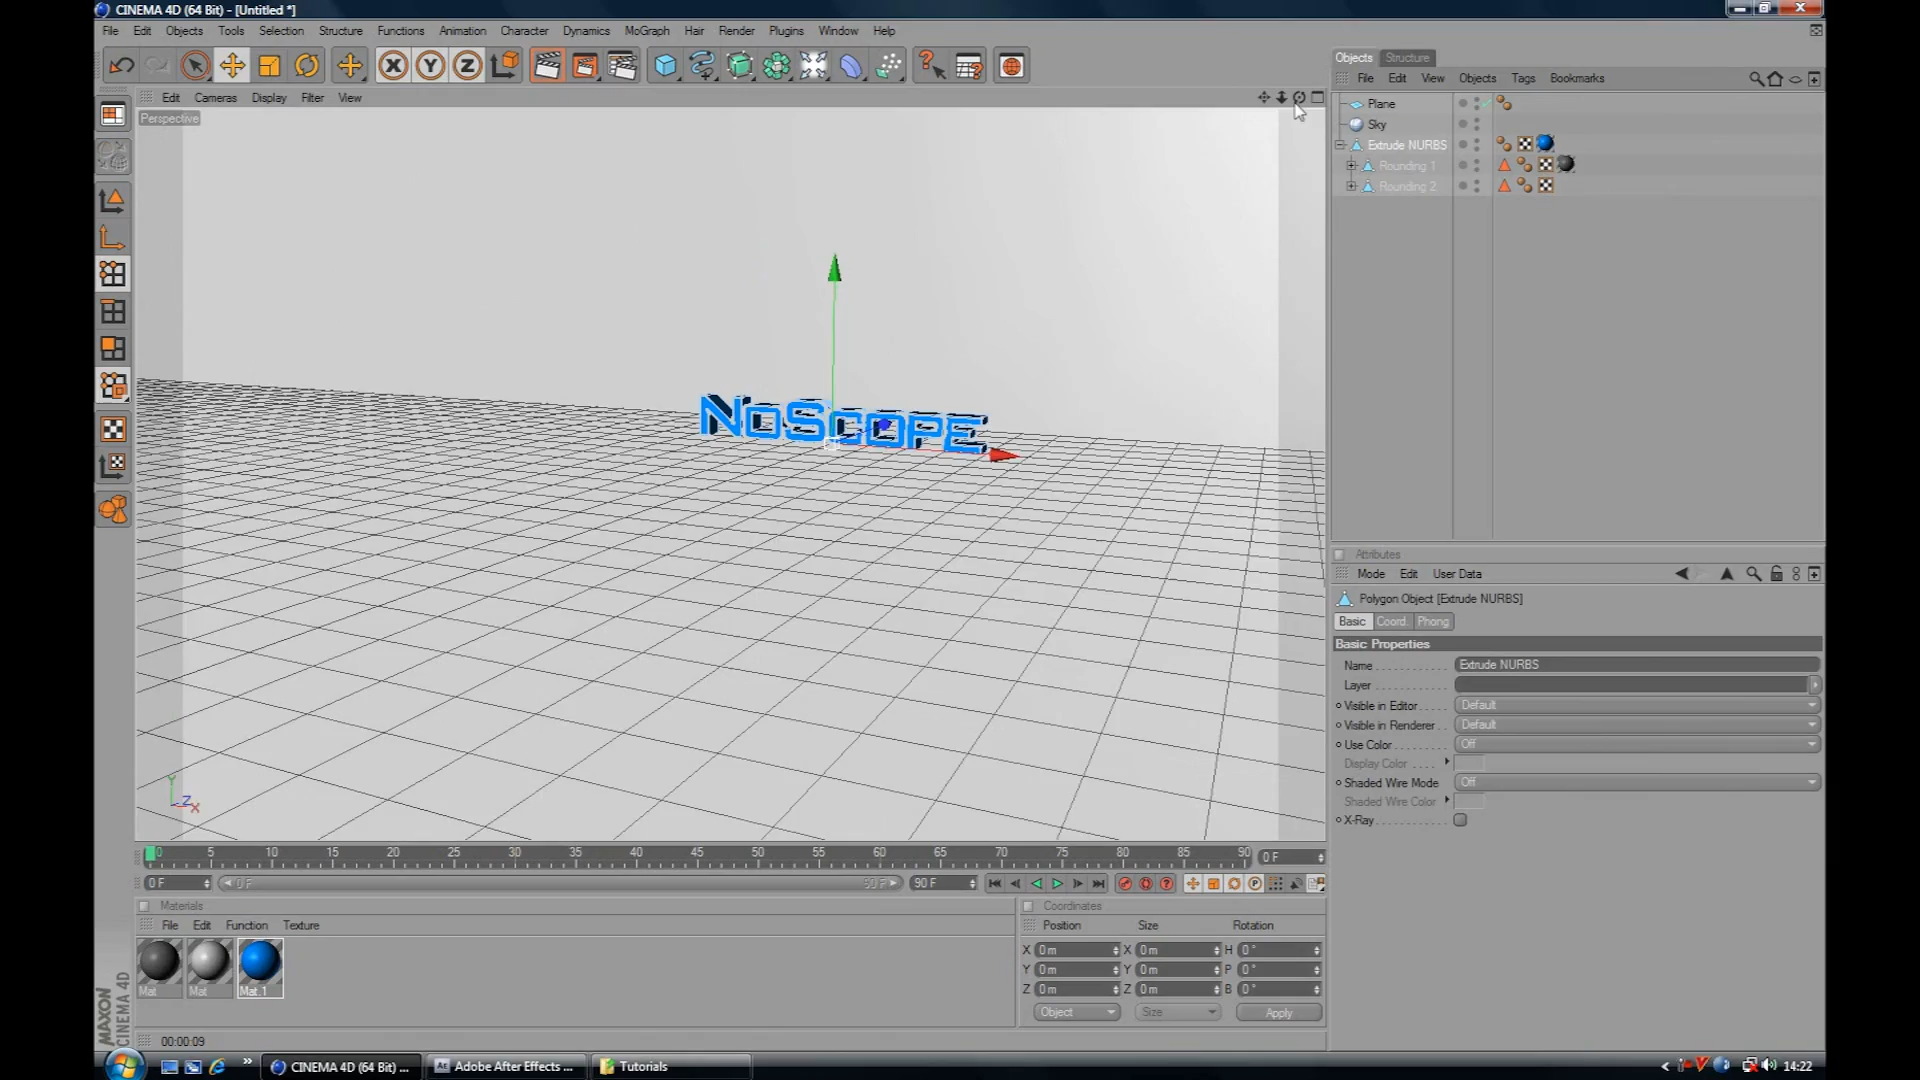 CINEMA 4D (64 Bit) - [Untitled *]
File Edit Objects Tools Selection Structure Functions Animation Character Dynamics MoGraph Hair Render Plugins Window Help
Edit Cameras Display Filter View
Perspective
NoScope
Y
Z
X
Objects Structure
File Edit View Objects Tags Bookmarks
Plane
Sky
Extrude NURBS
Rounding 1
Rounding 2
Attributes
Mode Edit User Data
Polygon Object [Extrude NURBS]
Basic Coord. Phong
Basic Properties
Name Extrude NURBS
Layer
Visible in Editor Default
Visible in Renderer Default
Use Color Off
Display Color
Shaded Wire Mode Off
Shaded Wire Color
X-Ray
0 5 10 15 20 25 30 35 40 45 50 55 60 65 70 75 80 85 90 0 F
0 F 0 F 90 F 90 F
Materials
File Edit Function Texture
Mat Mat Mat.1
Coordinates
Position Size Rotation
X 0 m X 0 m H 0 °
Y 0 m Y 0 m P 0 °
Z 0 m Z 0 m B 0 °
Object Size Apply
MAXON
CINEMA 4D
00:00:09
CINEMA 4D (64 Bit) ...
Adobe After Effects ...
Tutorials
14:22